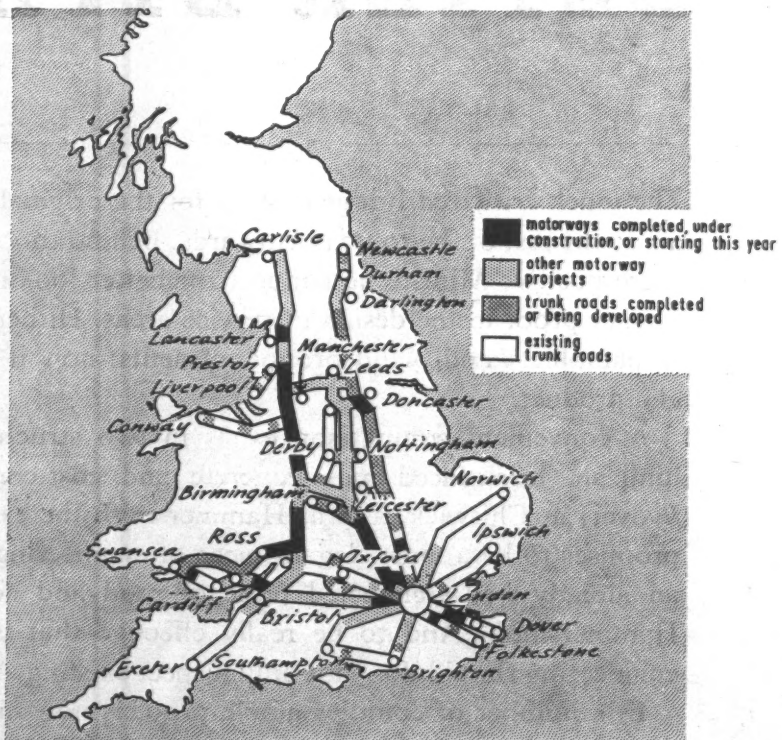 Carlisle
Newcastle
Durham
Darlington
Lancaster
Manchester
Preston
Leeds
Liverpool
Doncaster
Conway
Derby
Nottingham
Norwich
Birmingham
Leicester
Ipswich
Ross
Swansea
Oxford
London
Cardiff
Bristol
Dover
Folkestone
Exeter
Southampton
Brighton
motorways completed, under
construction, or starting this year
other motorway
projects
trunk roads completed
or being developed
existing
trunk roads